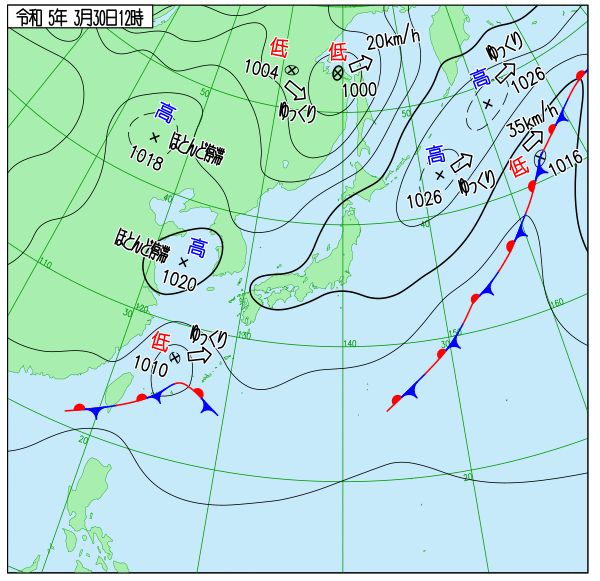 令和 5年 3月30日12時
低
1004
ゆっくり
低
20km/h
1000
ゆっくり
高
1026
35km/h
低
1016
高
1026
ゆっくり
高
ほとんど停滞
1018
ほとんど停滞
高
1020
低
ゆっくり
1010
50
50
40
40
110
120
30
130
140
150
30
160
20
20